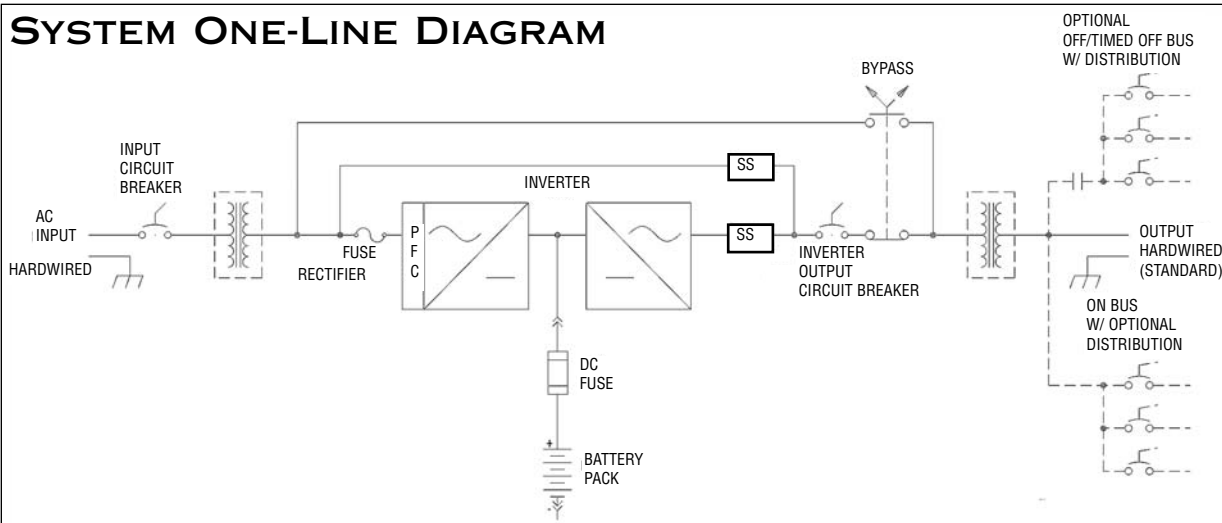 SYSTEM ONE-LINE DIAGRAM
OPTIONAL
OFF/TIMED OFF BUS
W/ DISTRIBUTION
BYPASS
INPUT
CIRCUIT
BREAKER
SS
INVERTER
AC
INPUT
HARDWIRED
FUSE
RECTIFIER
P
F
C
SS
INVERTER
OUTPUT
CIRCUIT BREAKER
OUTPUT
HARDWIRED
(STANDARD)
ON BUS
W/ OPTIONAL
DISTRIBUTION
DC
FUSE
+
BATTERY
PACK
-